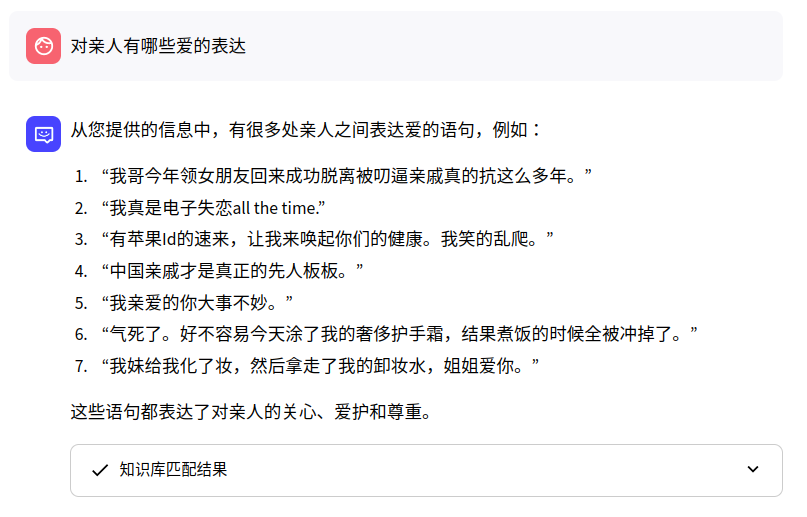 对亲人有哪些爱的表达
从您提供的信息中，有很多处亲人之间表达爱的语句，例如：
1. “我哥今年领女朋友回来成功脱离被叨逼亲戚真的抗这么多年。”
2. “我真是电子失恋all the time.”
3. “有苹果Id的速来，让我来唤起你们的健康。我笑的乱爬。”
4. “中国亲戚才是真正的先人板板。”
5. “我亲爱的你大事不妙。”
6. “气死了。好不容易今天涂了我的奢侈护手霜，结果煮饭的时候全被冲掉了。”
7. “我妹给我化了妆，然后拿走了我的卸妆水，姐姐爱你。”
这些语句都表达了对亲人的关心、爱护和尊重。
知识库匹配结果